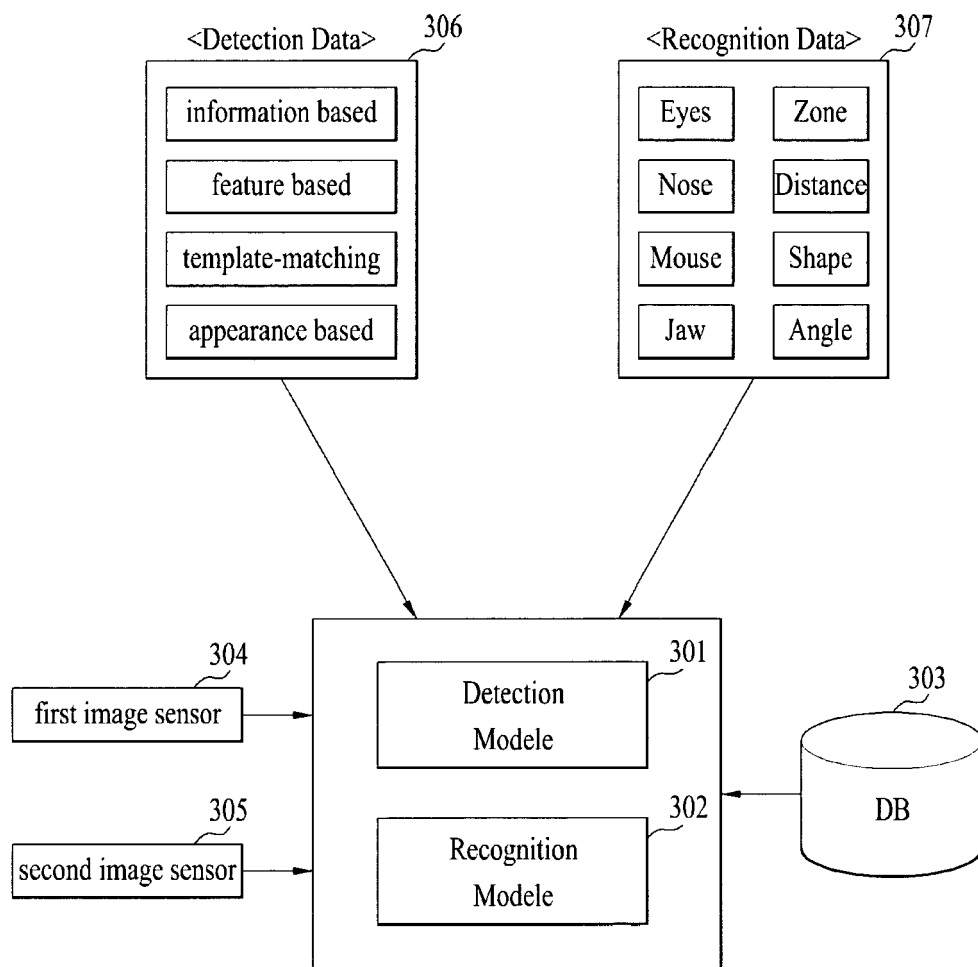 <Detection Data>
306
information based
feature based
template-matching
appearance based
<Recognition Data>
307
Eyes
Zone
Nose
Distance
Mouse
Shape
Jaw
Angle
304
first image sensor
305
second image sensor
301
Detection
Modele
302
Recognition
Modele
303
DB